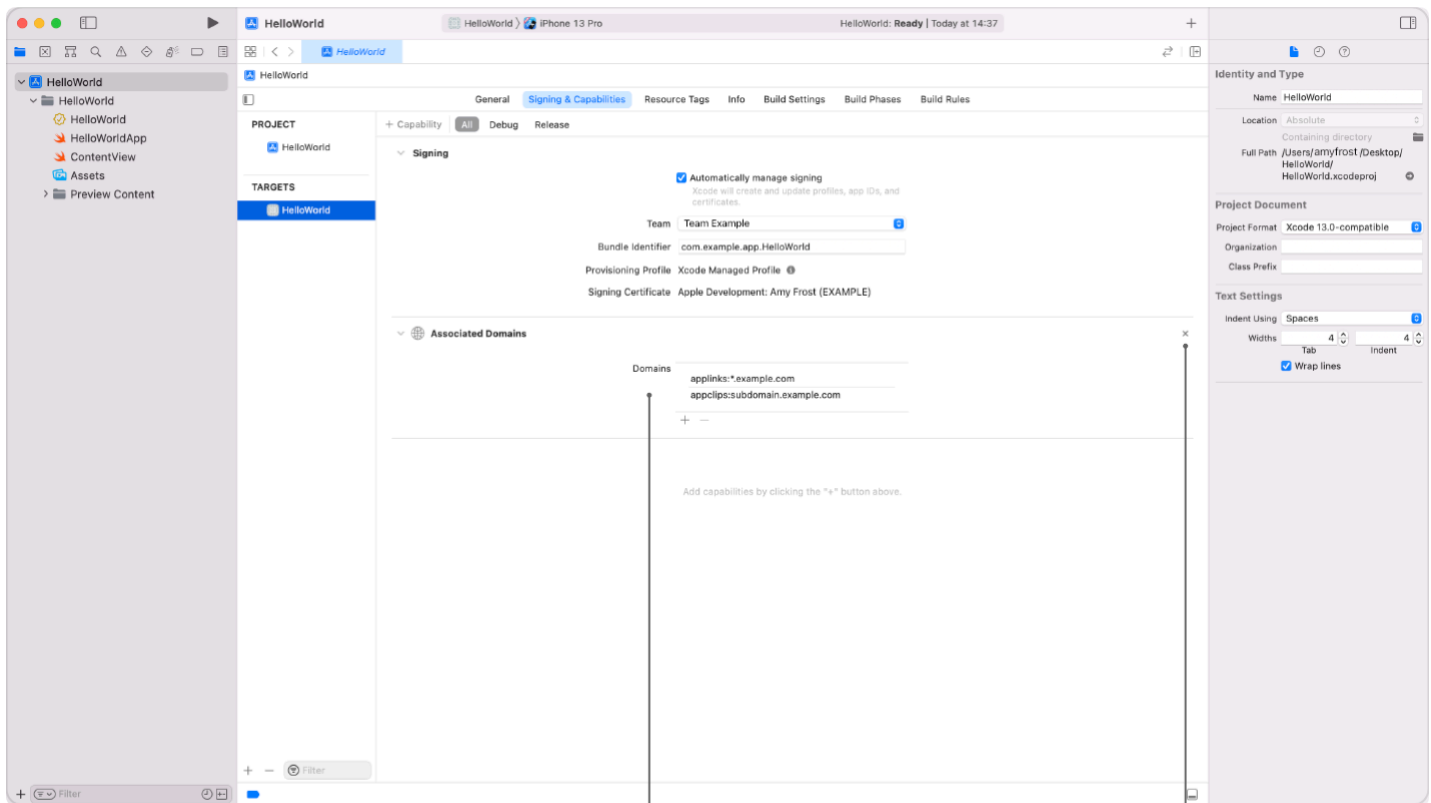 HelloWorld
HelloWorld
iPhone 13 Pro
HelloWorld: Ready | Today at 14:37
HelloWorld
HelloWorld
HelloWorld
HelloWorld
HelloWorldApp
ContentView
Assets
Preview Content
Filter
HelloWorld
General
Signing & Capabilities
Resource Tags
Info
Build Settings
Build Phases
Build Rules
PROJECT
HelloWorld
TARGETS
HelloWorld
Filter
+ Capability
All
Debug
Release
Signing
Automatically manage signing
Xcode will create and update profiles, app IDs, and
certificates.
Team Team Example
Bundle Identifier com.example.app.HelloWorld
Provisioning Profile Xcode Managed Profile
Signing Certificate Apple Development: Amy Frost (EXAMPLE)
Associated Domains
Domains
applinks:*.example.com
appclips:subdomain.example.com
Add capabilities by clicking the "+" button above.
Identity and Type
Name HelloWorld
Location Absolute
Containing directory
Full Path /Users/amyfrost /Desktop/
HelloWorld/
HelloWorld.xcodeproj
Project Document
Project Format Xcode 13.0-compatible
Organization
Class Prefix
Text Settings
Indent Using Spaces
Widths 4 4
Tab Indent
Wrap lines